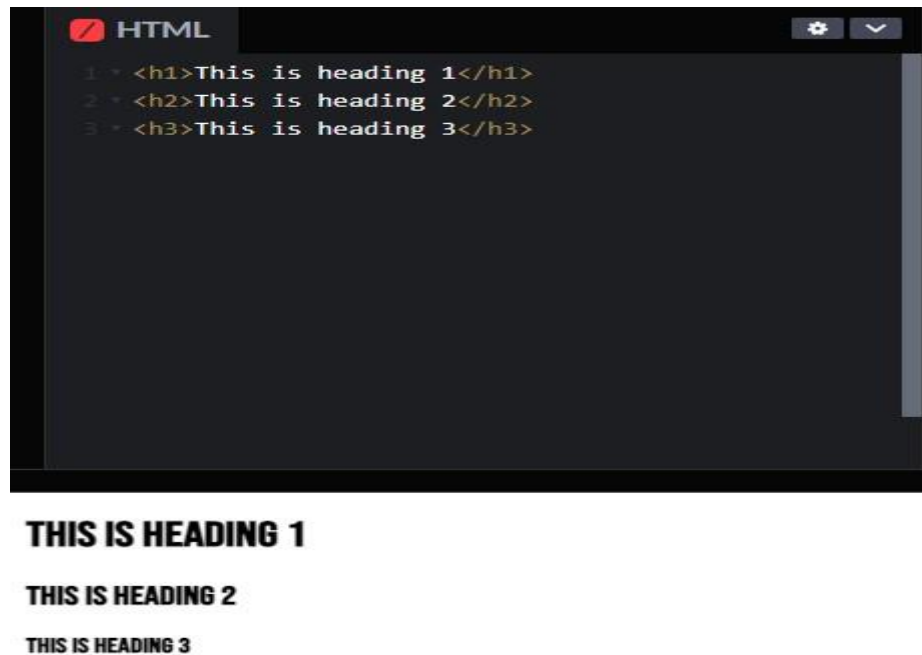 HTML
1 <h1>This is heading 1</h1>
2 <h2>This is heading 2</h2>
3 <h3>This is heading 3</h3>
THIS IS HEADING 1
THIS IS HEADING 2
THIS IS HEADING 3